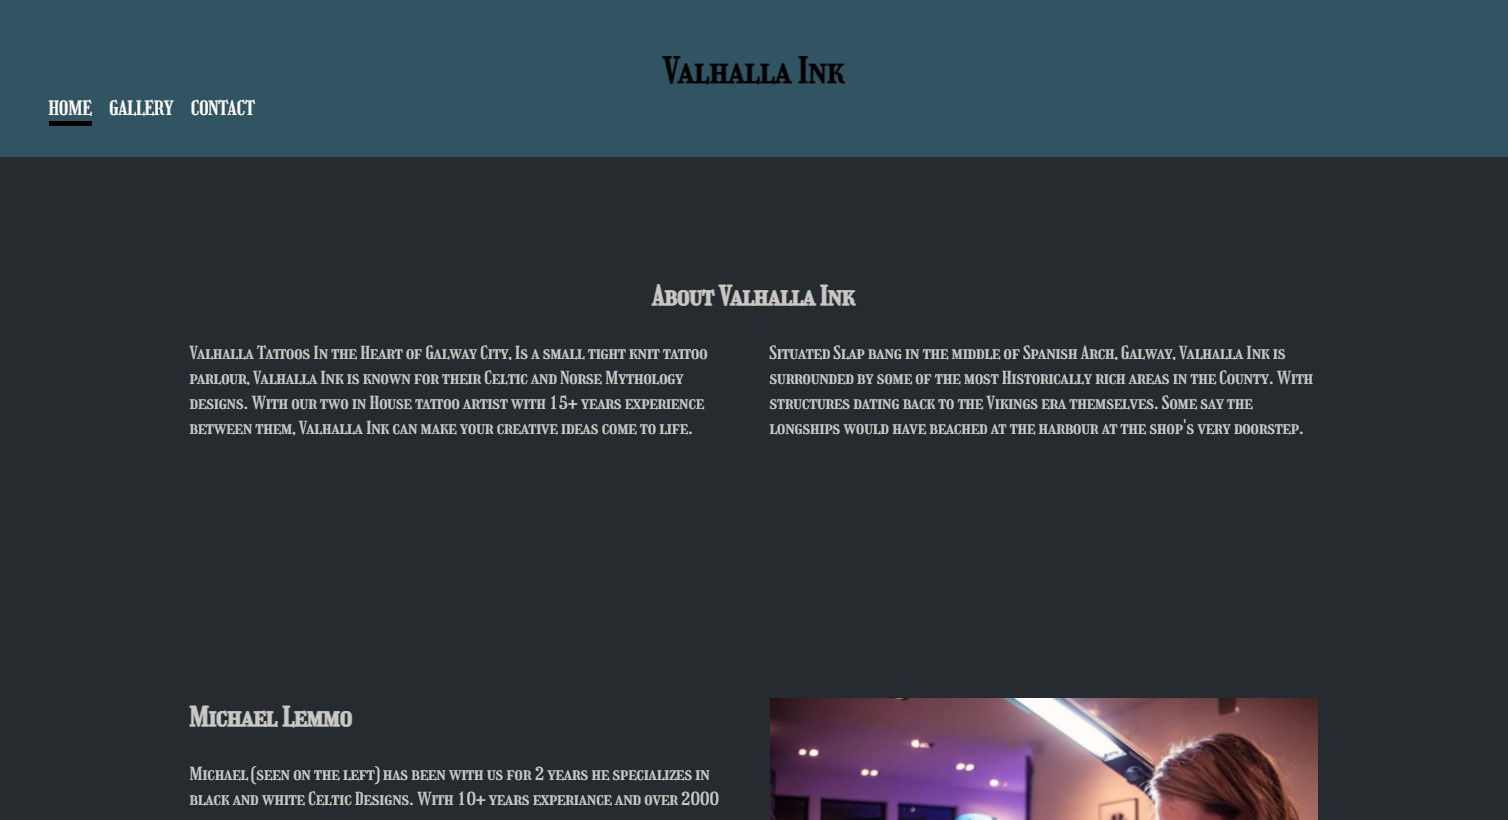 Valhalla Ink
HOME GALLERY CONTACT
About Valhalla Ink
Valhalla Tattoos In the Heart of Galway City, Is a small tight knit tattoo
parlour, Valhalla Ink is known for their Celtic and Norse Mythology
designs. With our two in House tattoo artist with 15+ years experience
between them, Valhalla Ink can make your creative ideas come to life.
Situated Slap bang in the middle of Spanish Arch, Galway, Valhalla Ink is
surrounded by some of the most Historically rich areas in the County. With
structures dating back to the Vikings era themselves. Some say the
longships would have beached at the harbour at the shop's very doorstep.
Michael Lemmo
Michael (seen on the left) has been with us for 2 years he specializes in
black and white Celtic Designs. With 10+ years experiance and over 2000